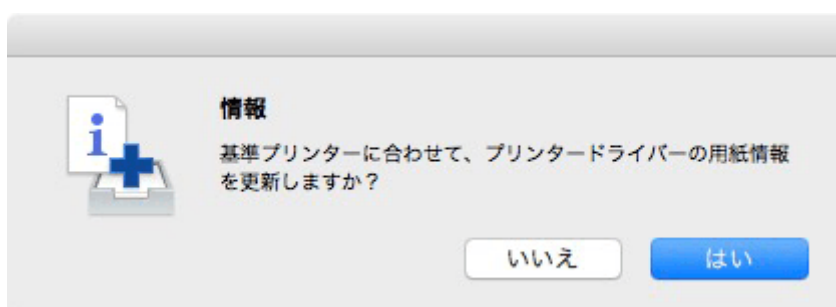 情報
基準プリンターに合わせて、プリンタードライバーの用紙情報
を更新しますか？
いいえ
はい